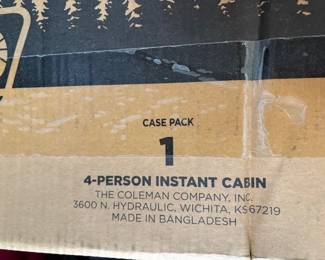 CASE PACK
1
4-PERSON INSTANT CABIN
THE COLEMAN COMPANY, INC.
3600 N. HYDRAULIC, WICHITA, KS67219
MADE IN BANGLADESH